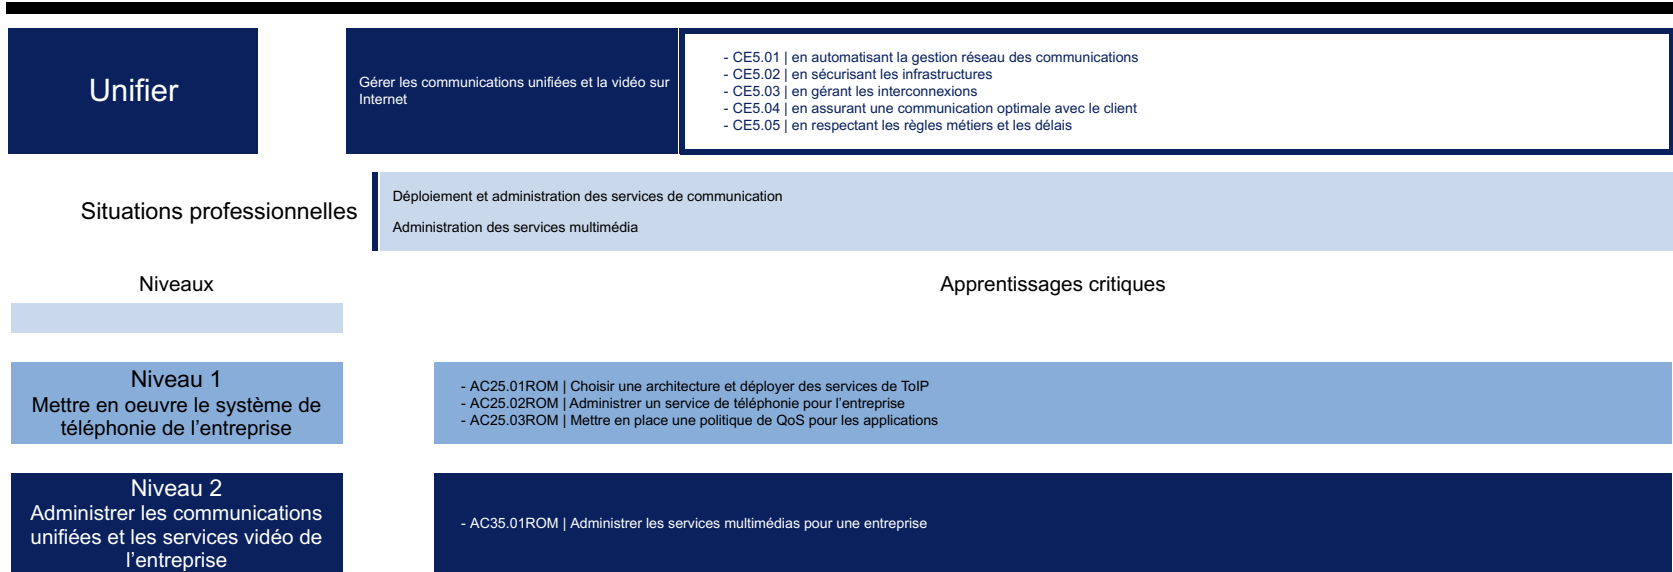 Unifier
Gérer les communications unifiées et la vidéo sur
Internet
- CE5.01 | en automatisant la gestion réseau des communications
- CE5.02 | en sécurisant les infrastructures
- CE5.03 | en gérant les interconnexions
- CE5.04 | en assurant une communication optimale avec le client
- CE5.05 | en respectant les règles métiers et les délais
Situations professionnelles
Déploiement et administration des services de communication
Administration des services multimédia
Niveaux
Apprentissages critiques
Niveau 1
Mettre en oeuvre le système de
téléphonie de l'entreprise
- AC25.01ROM | Choisir une architecture et déployer des services de ToIP
- AC25.02ROM | Administrer un service de téléphonie pour l'entreprise
- AC25.03ROM | Mettre en place une politique de QoS pour les applications
Niveau 2
Administrer les communications
unifiées et les services vidéo de
l'entreprise
- AC35.01ROM | Administrer les services multimédias pour une entreprise